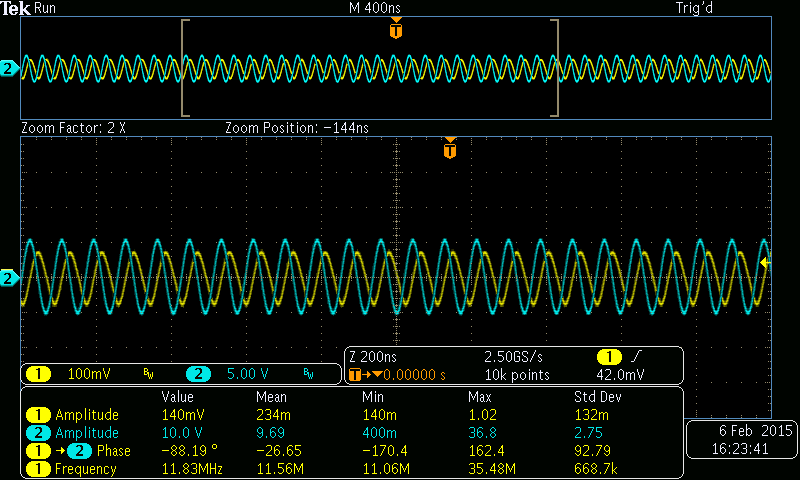 Tek Run M 400ns Trig'd
T
2
Zoom Factor: 2 X Zoom Position: −144ns
T
2
1 100mV BW 2 5.00 V BW
Z 200ns 2.50GS/s 1
T→▼0.00000 s 10k points 42.0mV
Value Mean Min Max Std Dev
1 Amplitude 140mV 234m 140m 1.02 132m
2 Amplitude 10.0 V 9.69 400m 36.8 2.75
1 →2 Phase −88.19 ° −26.65 −170.4 162.4 92.79
1 Frequency 11.83MHz 11.56M 11.06M 35.48M 668.7k
6 Feb 2015
16:23:41